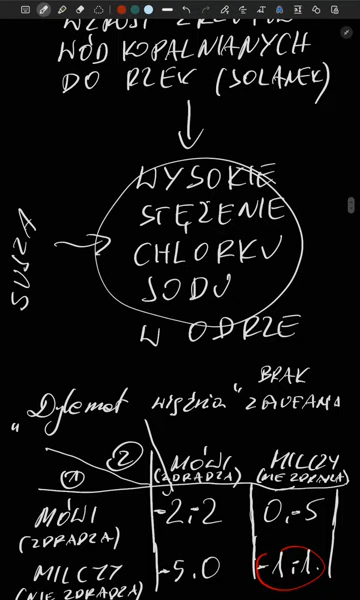 WZROST ZRZUTÓW
WÓD KOPALNIANYCH
DO RZEK (SOLANEK)
WYSOKIE
STĘŻENIE
CHLORKU
SODU
W ODRZE
SUSZA
BRAK
„Dylemat więźnia" ZAUFANIA
2
1
MÓWI
(ZDRADZA)
MILCZY
(NIE ZDRADZA)
MÓWI
(ZDRADZA)
-2,-2
0,-5
MILCZY
(NIE ZDRADZA)
-5,0
-1,-1